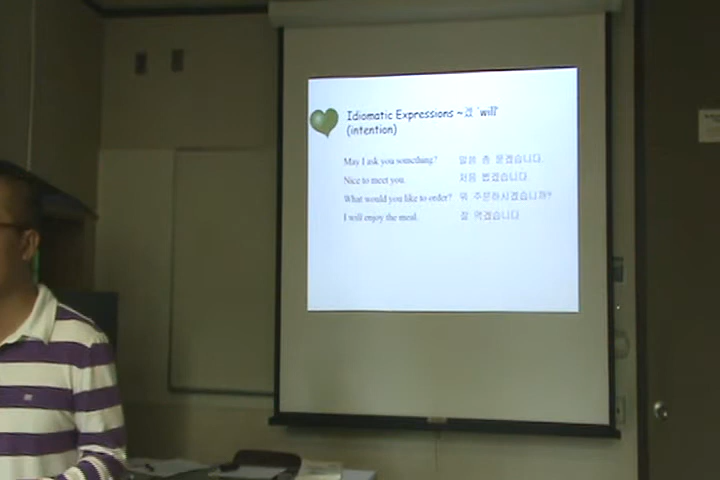 Idiomatic Expressions ~겠 'will'
(intention)
May I ask you something? 말씀 좀 묻겠습니다.
Nice to meet you. 처음 뵙겠습니다.
What would you like to order? 뭐 주문하시겠습니까?
I will enjoy the meal. 잘 먹겠습니다